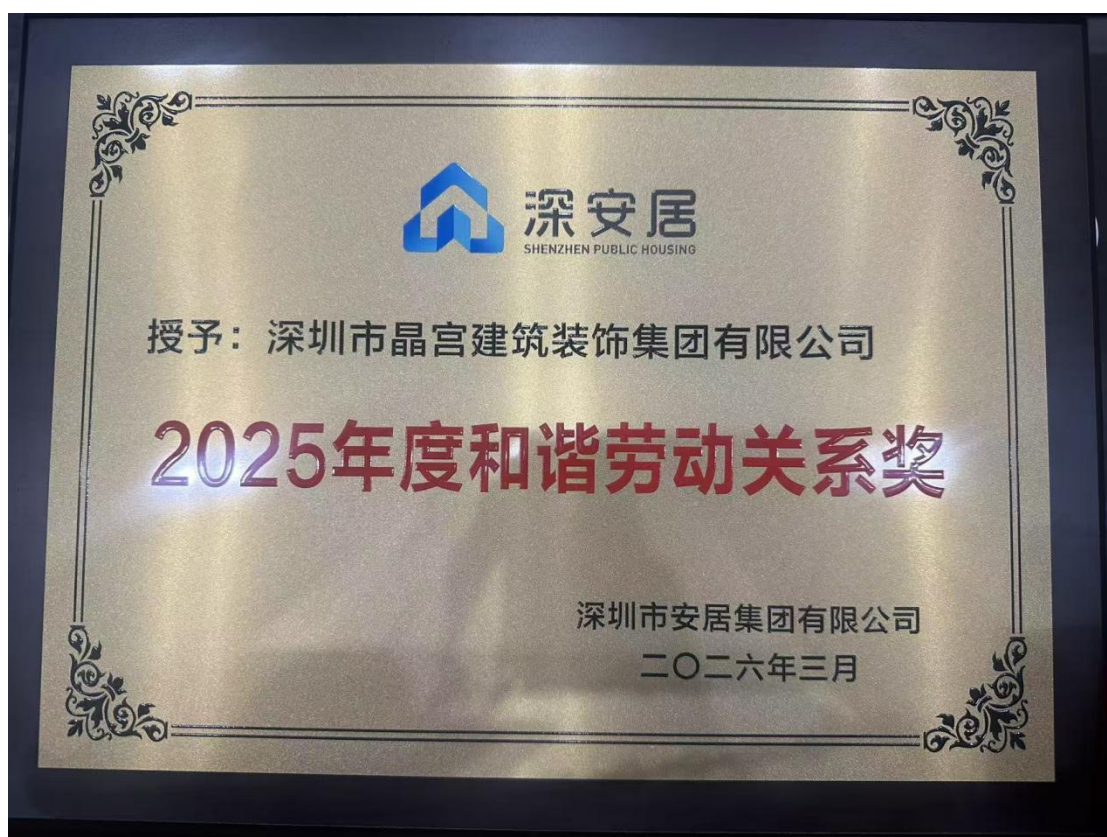 深安居
SHENZHEN PUBLIC HOUSING
授予：深圳市晶宫建筑装饰集团有限公司
2025年度和谐劳动关系奖
深圳市安居集团有限公司
二〇二六年三月